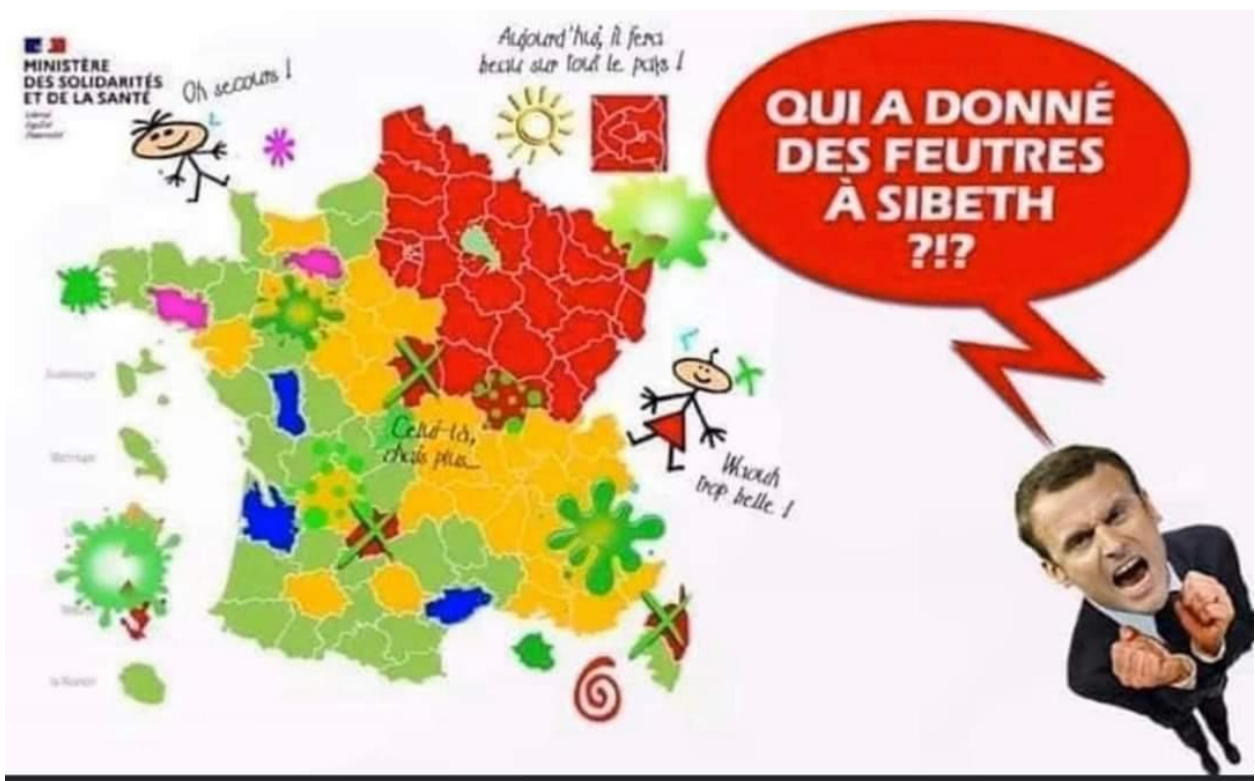 MINISTÈRE
DES SOLIDARITÉS
ET DE LA SANTÉ
Oh secours !
Aujourd'hui, il fera
beau sur tout le pays !
QUI A DONNÉ
DES FEUTRES
À SIBETH
?!?
Celui-là,
chais plus...
Waouh
trop belle !